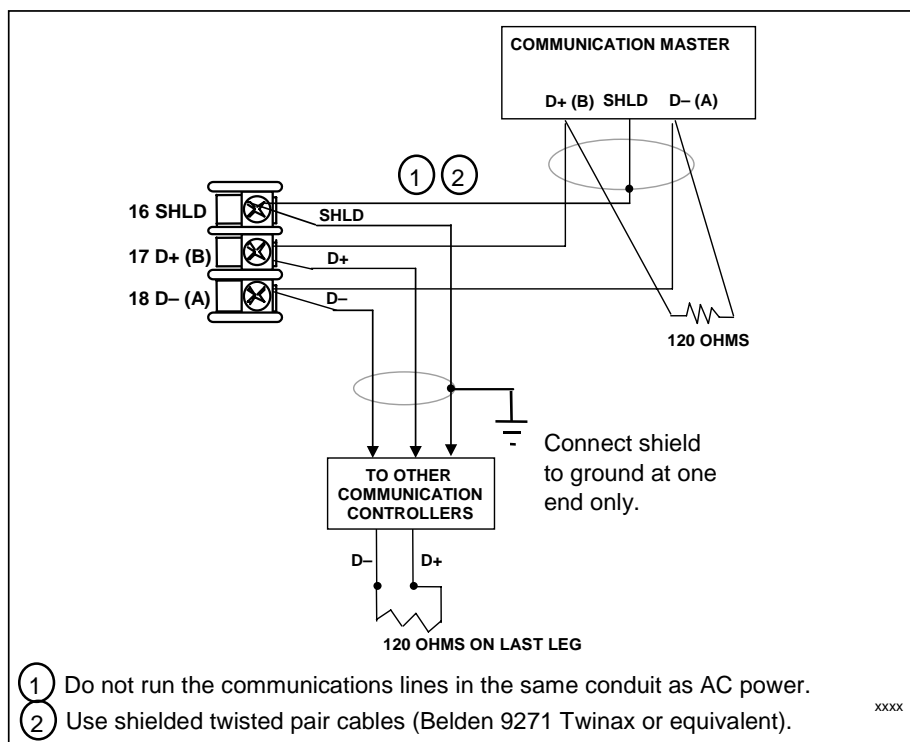 COMMUNICATION MASTER
D+ (B) SHLD D– (A)
1 2
16 SHLD
SHLD
17 D+ (B)
D+
18 D– (A)
D–
120 OHMS
Connect shield
to ground at one
end only.
TO OTHER
COMMUNICATION
CONTROLLERS
D– D+
120 OHMS ON LAST LEG
1 Do not run the communications lines in the same conduit as AC power.
2 Use shielded twisted pair cables (Belden 9271 Twinax or equivalent).
xxxx